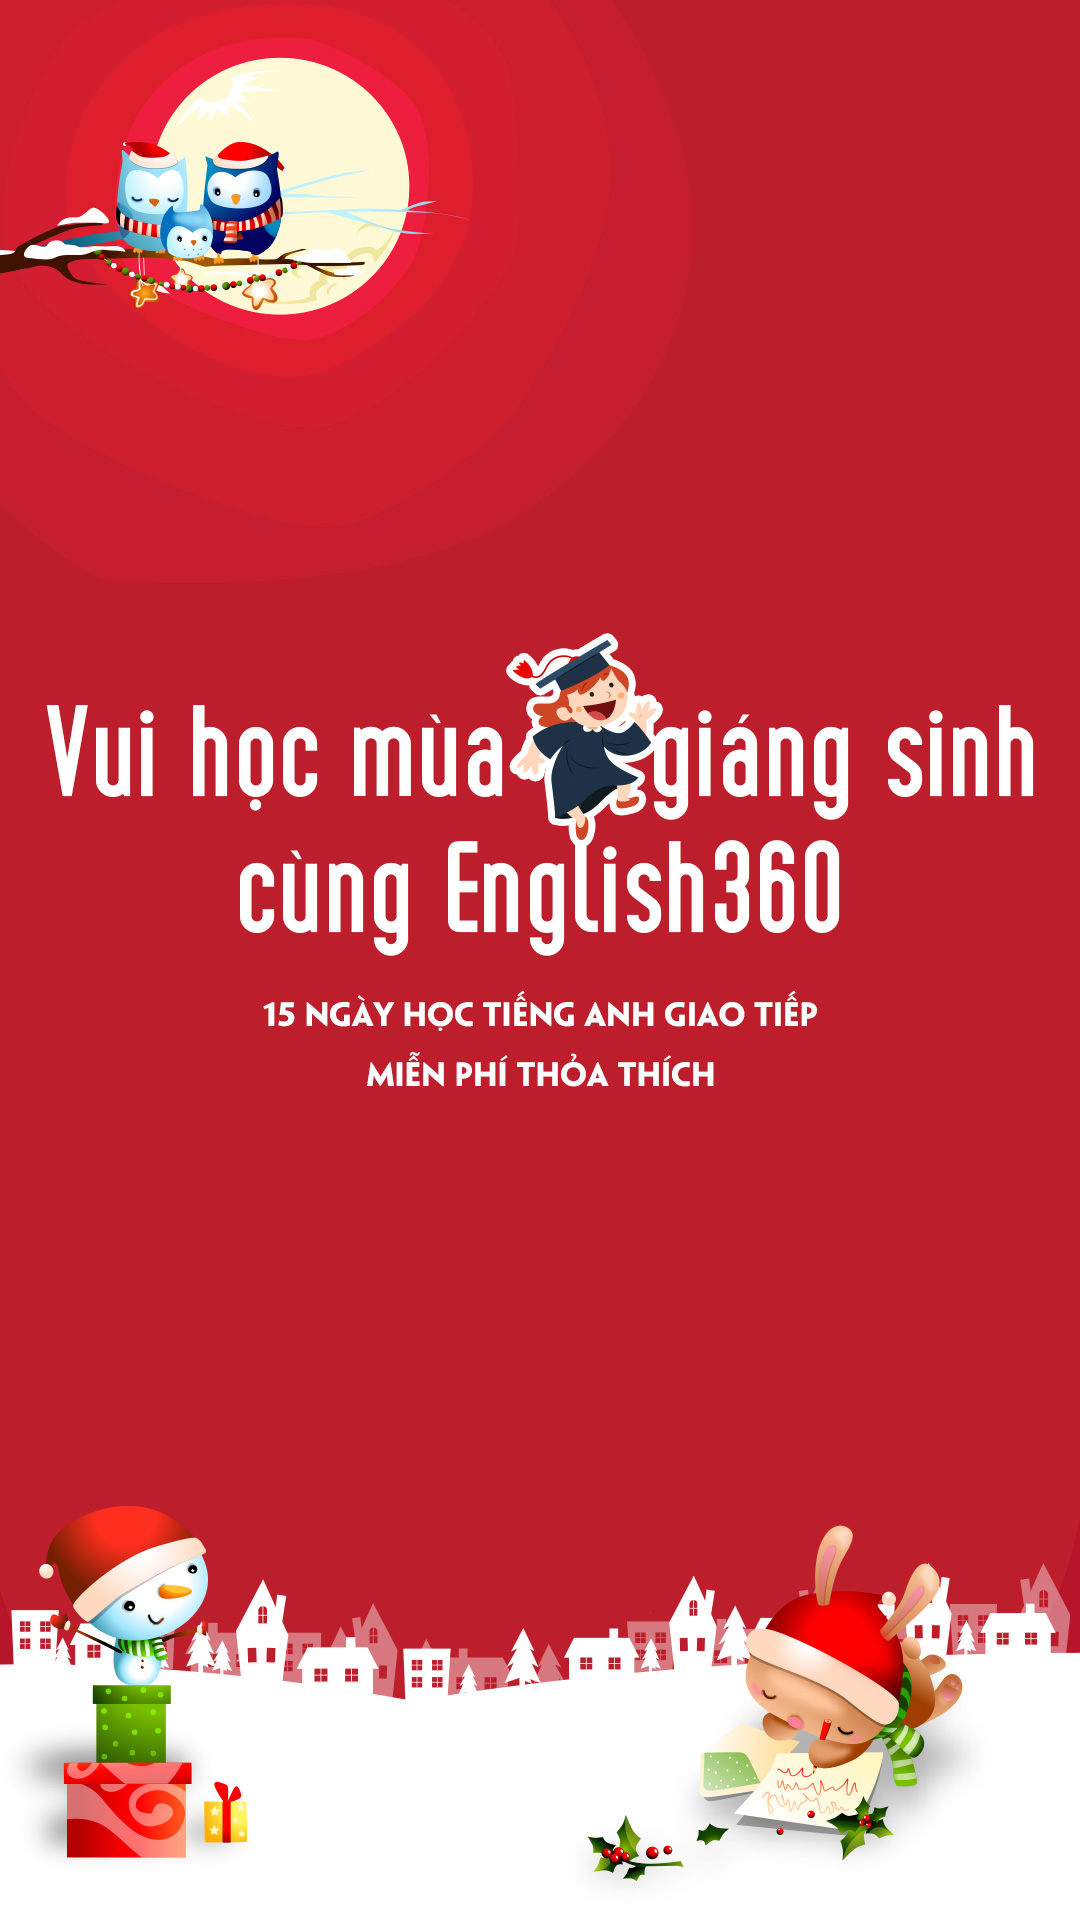 Vui học mùa giáng sinh
cùng English360
15 NGÀY HỌC TIẾNG ANH GIAO TIẾP
MIỄN PHÍ THỎA THÍCH